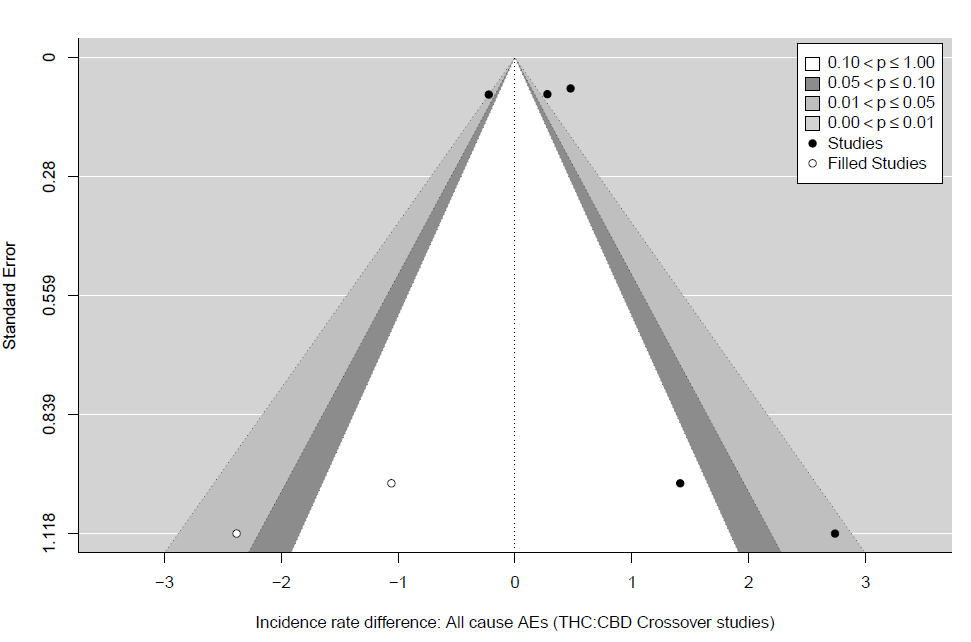 0.10 < p ≤ 1.00
0.05 < p ≤ 0.10
0.01 < p ≤ 0.05
0.00 < p ≤ 0.01
Studies
Filled Studies
Standard Error
0
0.28
0.559
0.839
1.118
−3
−2
−1
0
1
2
3
Incidence rate difference: All cause AEs (THC:CBD Crossover studies)